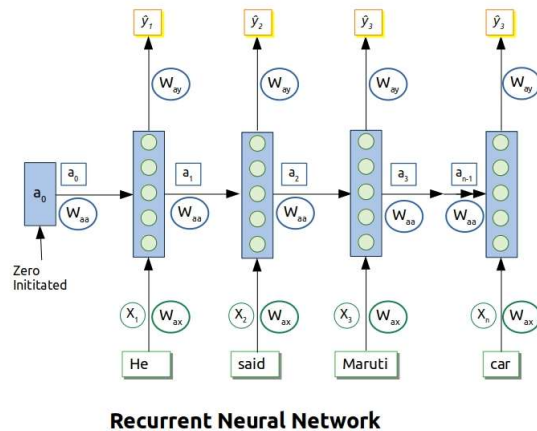 ŷ1 ŷ2 ŷ3 ŷ3
Way Way Way Way
a0 a0 a1 a2 a3 an-1
Waa Waa Waa Waa Waa
Zero
Inititated
X1 Wax X2 Wax X3 Wax Xn Wax
He said Maruti car
Recurrent Neural Network